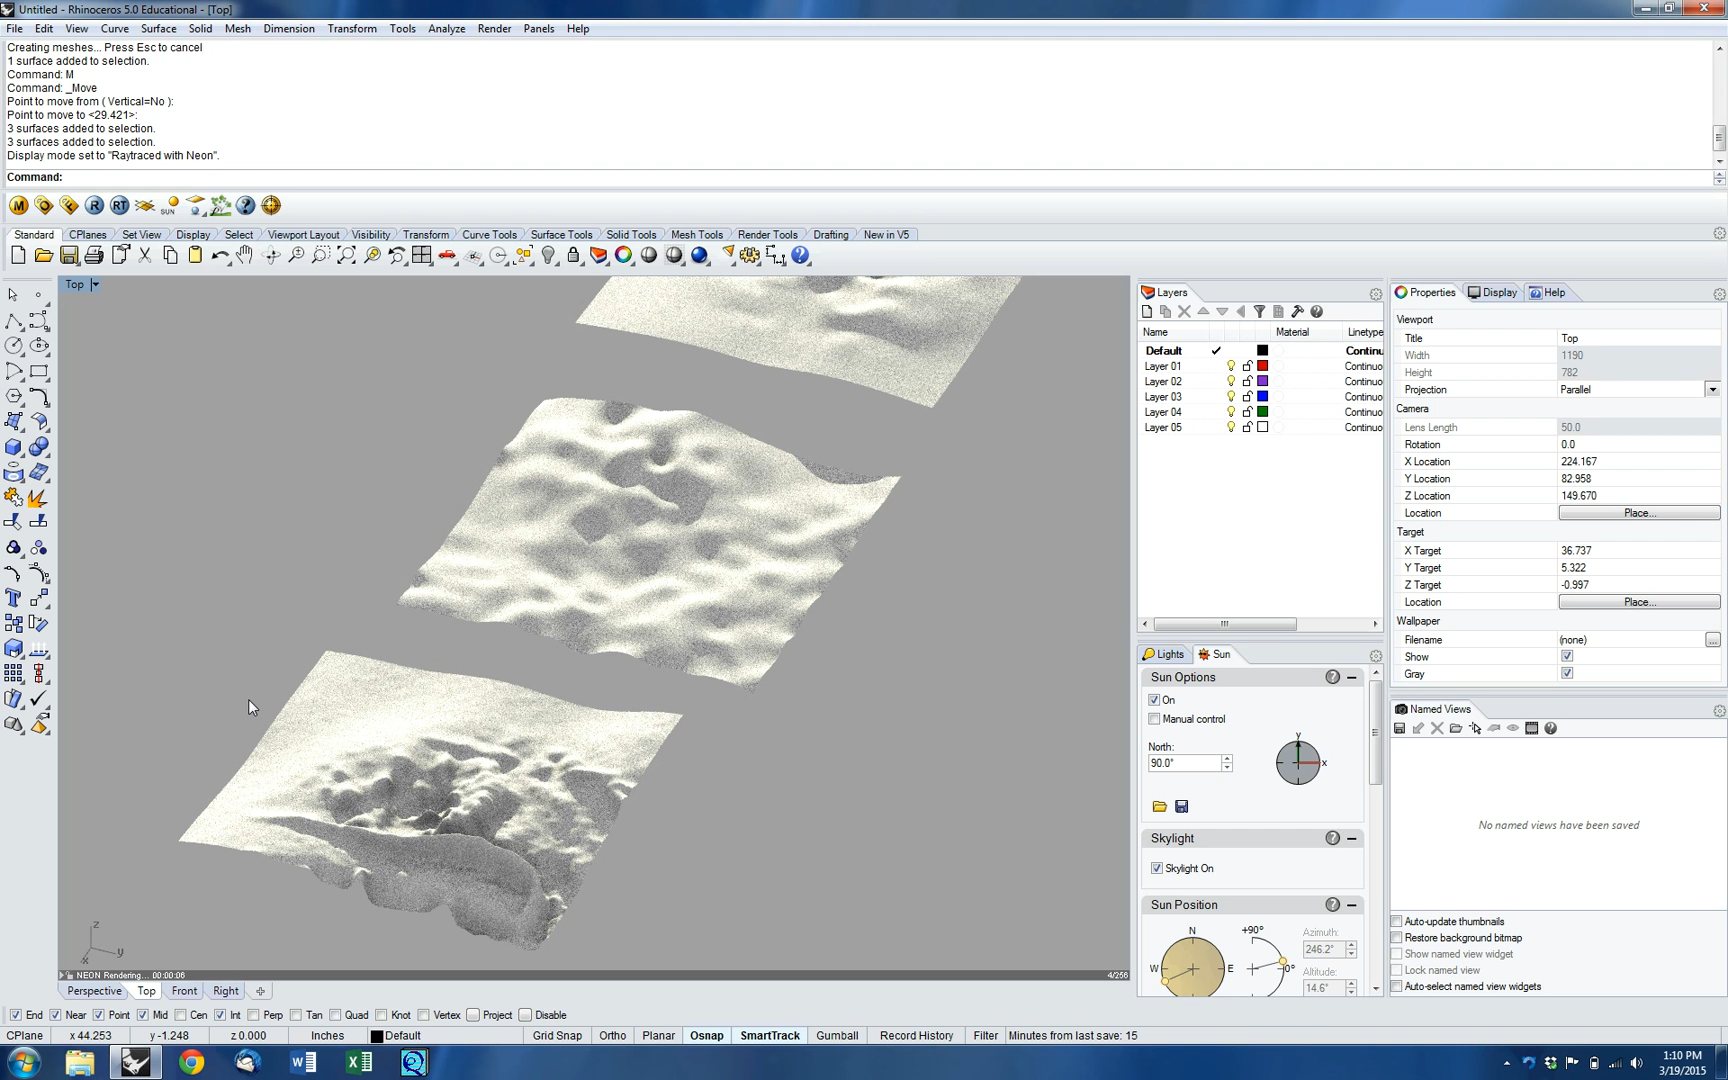 Untitled - Rhinoceros 5.0 Educational - [Top]
File Edit View Curve Surface Solid Mesh Dimension Transform Tools Analyze Render Panels Help
Creating meshes... Press Esc to cancel
1 surface added to selection.
Command: M
Command: _Move
Point to move from ( Vertical=No ):
Point to move to <29.421>:
3 surfaces added to selection.
3 surfaces added to selection.
Display mode set to "Raytraced with Neon".
Command:
M O F R RT SUN
Standard CPlanes Set View Display Select Viewport Layout Visibility Transform Curve Tools Surface Tools Solid Tools Mesh Tools Render Tools Drafting New in V5
Top
Layers
Name Material Linetype
Default Continu
Layer 01 Continuo
Layer 02 Continuo
Layer 03 Continuo
Layer 04 Continuo
Layer 05 Continuo
Lights Sun
Sun Options
On
Manual control
North:
90.0°
y
x
Skylight
Skylight On
Sun Position
N
W E
+90°
0°
Azimuth:
246.2°
Altitude:
14.6°
Properties Display Help
Viewport
Title Top
Width 1190
Height 782
Projection Parallel
Camera
Lens Length 50.0
Rotation 0.0
X Location 224.167
Y Location 82.958
Z Location 149.670
Location Place...
Target
X Target 36.737
Y Target 5.322
Z Target -0.997
Location Place...
Wallpaper
Filename (none) ...
Show
Gray
Named Views
No named views have been saved
Auto-update thumbnails
Restore background bitmap
Show named view widget
Lock named view
Auto-select named view widgets
z
y
x
NEON Rendering... 00:00:06 4/256
Perspective Top Front Right
End Near Point Mid Cen Int Perp Tan Quad Knot Vertex Project Disable
CPlane x 44.253 y -1.248 z 0.000 Inches Default Grid Snap Ortho Planar Osnap SmartTrack Gumball Record History Filter Minutes from last save: 15
1:10 PM
3/19/2015